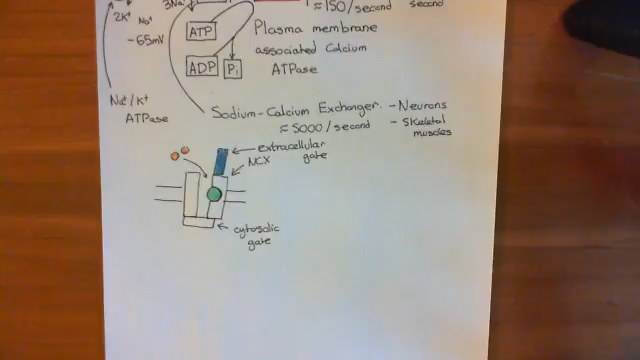 3Na⁺
≈150/second
second
2K⁺
Na⁺
-65mV
ATP
ADP
Pi
Plasma membrane
associated Calcium
ATPase
Na⁺/K⁺
ATPase
Sodium-Calcium Exchanger
≈5000/second
- Neurons
- Skeletal
muscles
extracellular
gate
NCX
cytosolic
gate